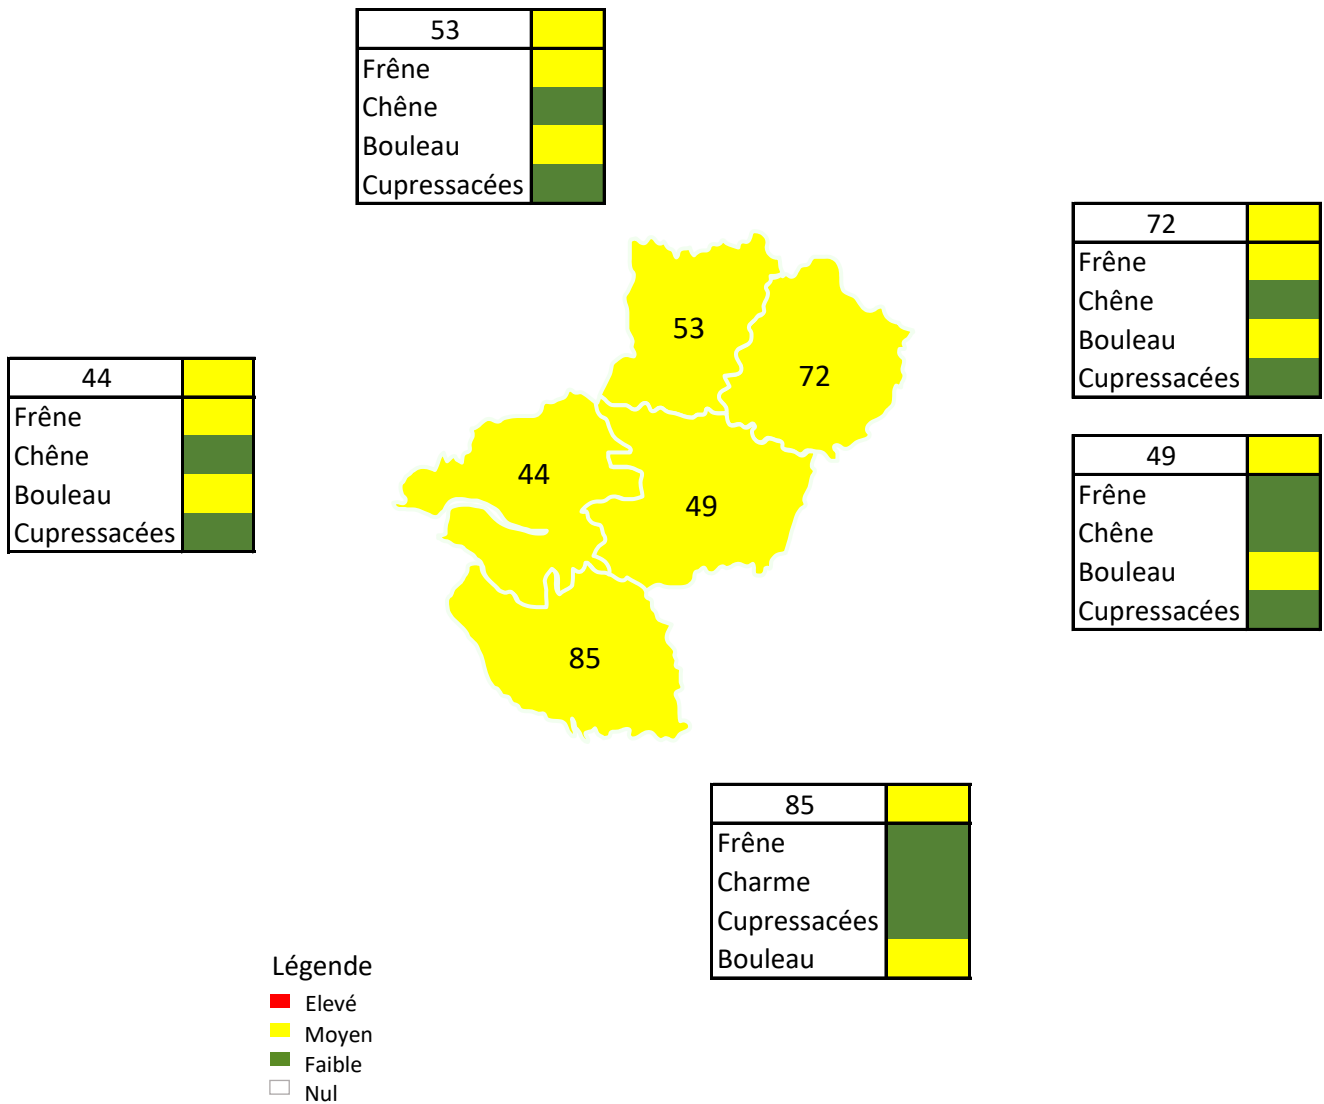 53
Frêne
Chêne
Bouleau
Cupressacées
72
Frêne
Chêne
Bouleau
Cupressacées
44
Frêne
Chêne
Bouleau
Cupressacées
49
Frêne
Chêne
Bouleau
Cupressacées
53
72
44
49
85
85
Frêne
Charme
Cupressacées
Bouleau
Légende
Elevé
Moyen
Faible
Nul